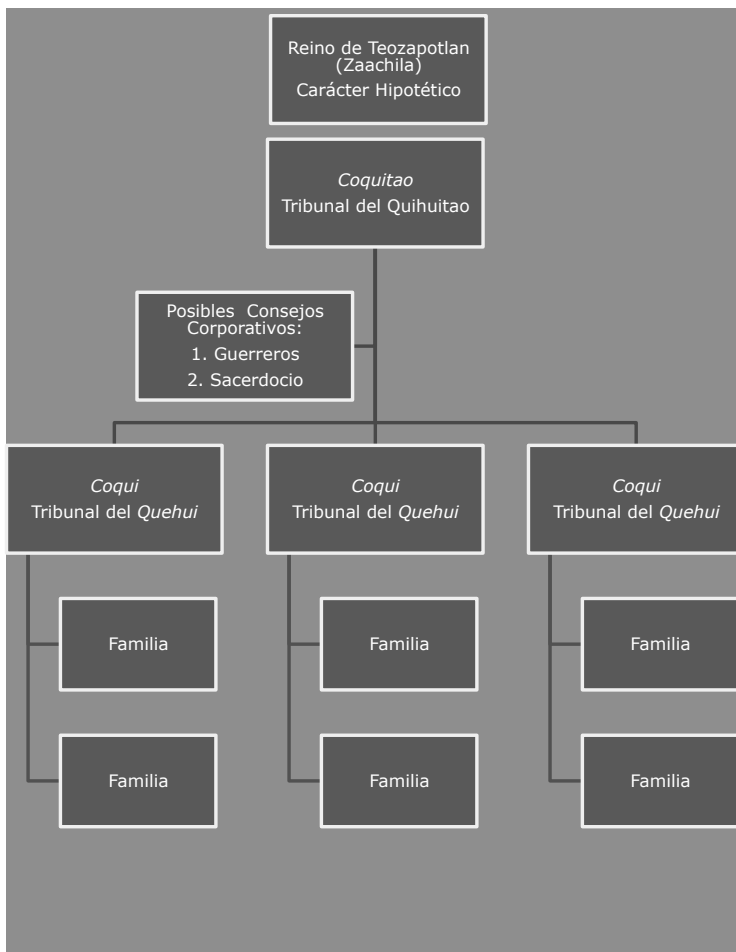 Reino de Teozapotlan
(Zaachila)
Carácter Hipotético
Coquitao
Tribunal del Quihuitao
Posibles Consejos
Corporativos:
1. Guerreros
2. Sacerdocio
Coqui
Tribunal del Quehui
Coqui
Tribunal del Quehui
Coqui
Tribunal del Quehui
Familia
Familia
Familia
Familia
Familia
Familia